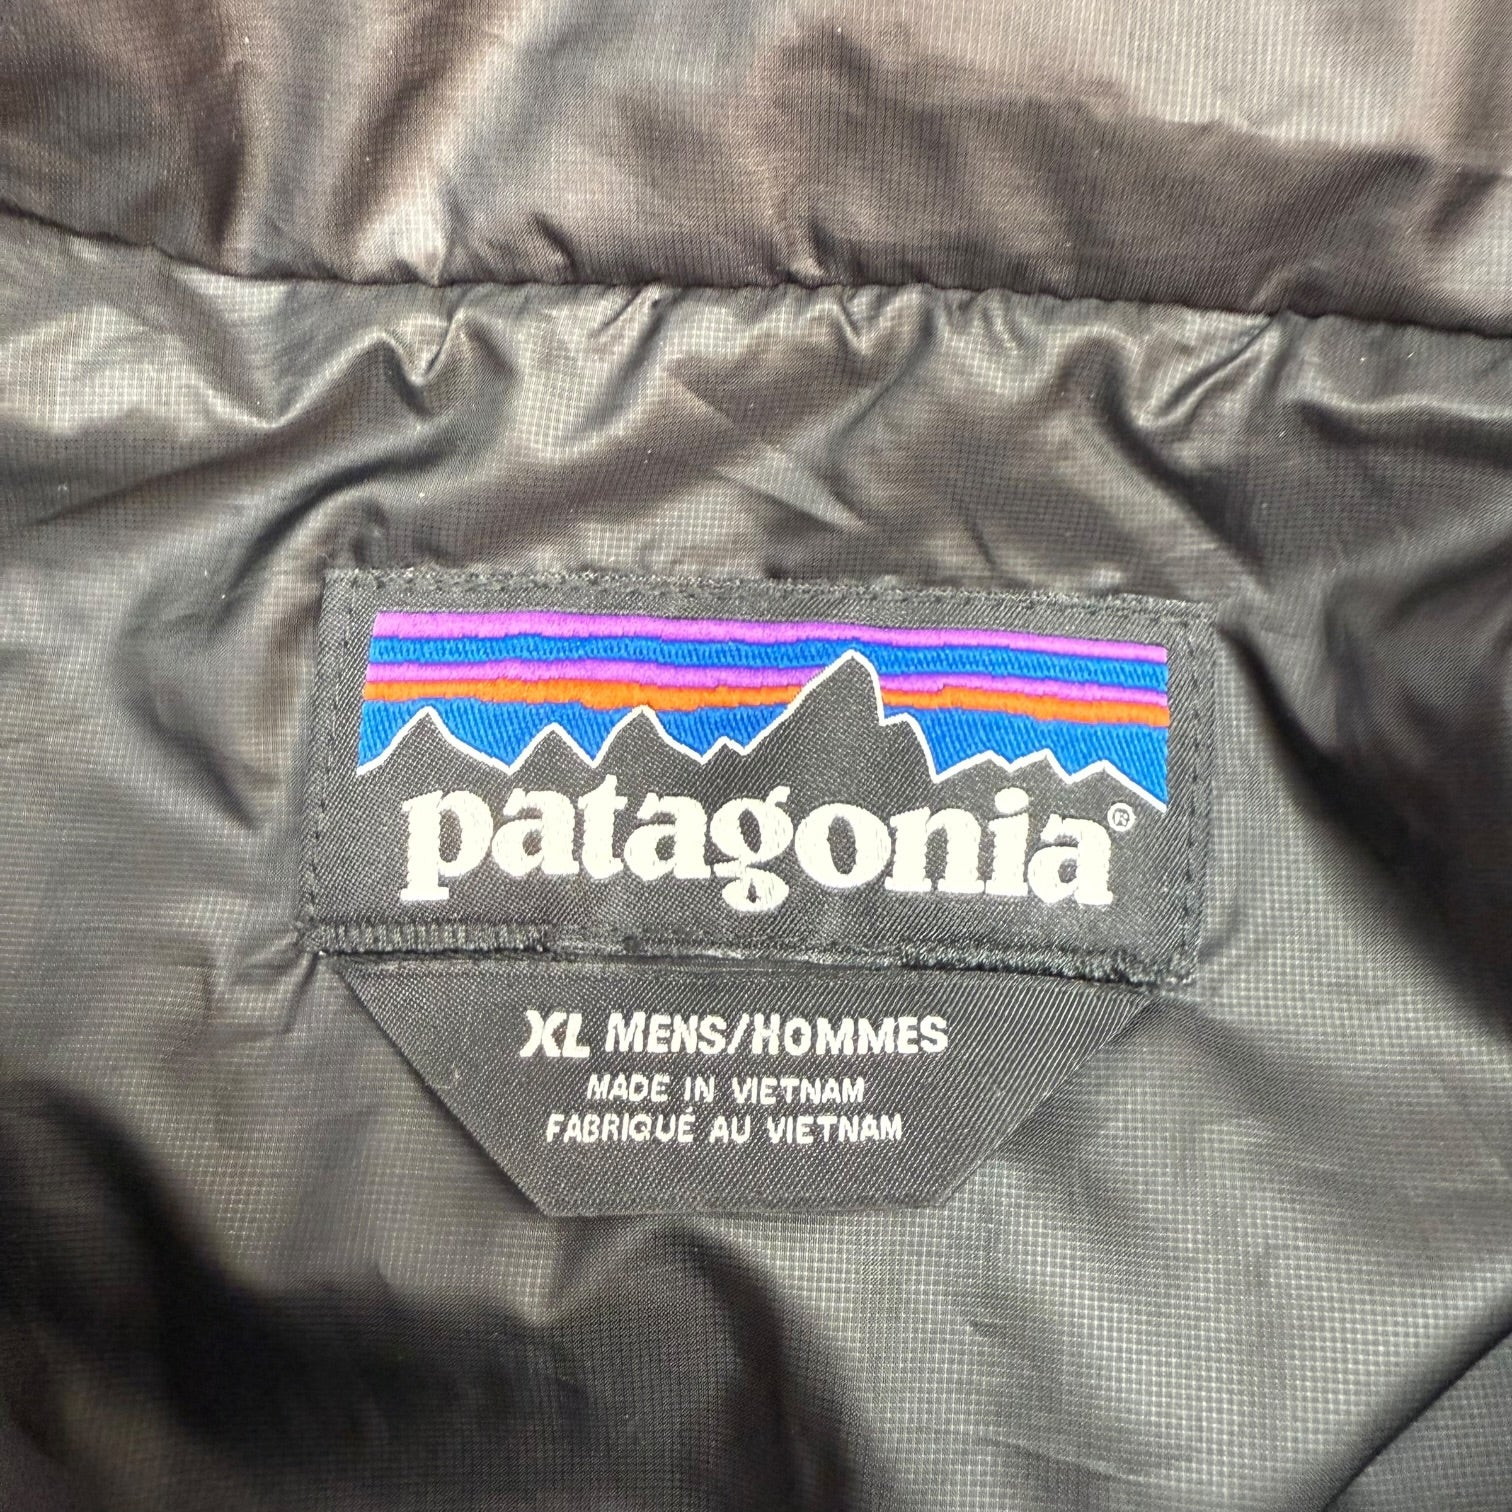 patagonia®
XL MENS/HOMMES
MADE IN VIETNAM
FABRIQUÉ AU VIETNAM